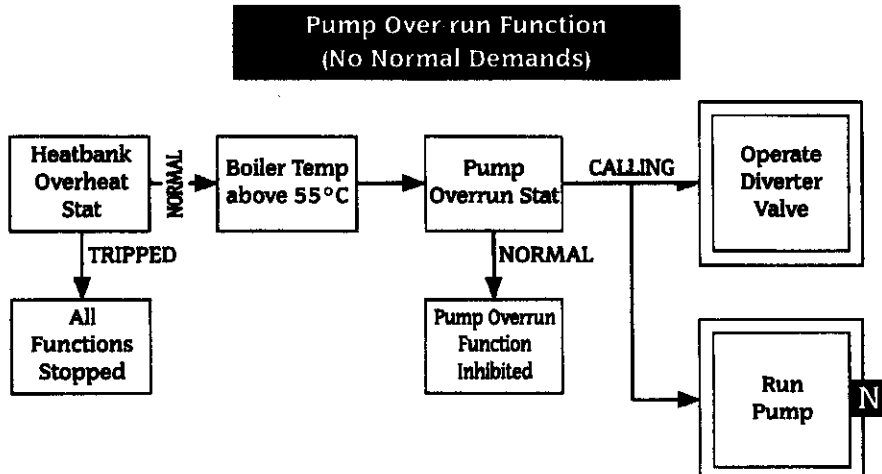 Pump Over run Function
(No Normal Demands)
Heatbank
Overheat
Stat
NORMAL
Boiler Temp
above 55°C
Pump
Overrun Stat
CALLING
Operate
Diverter
Valve
TRIPPED
NORMAL
All
Functions
Stopped
Pump Overrun
Function
Inhibited
Run
Pump
N